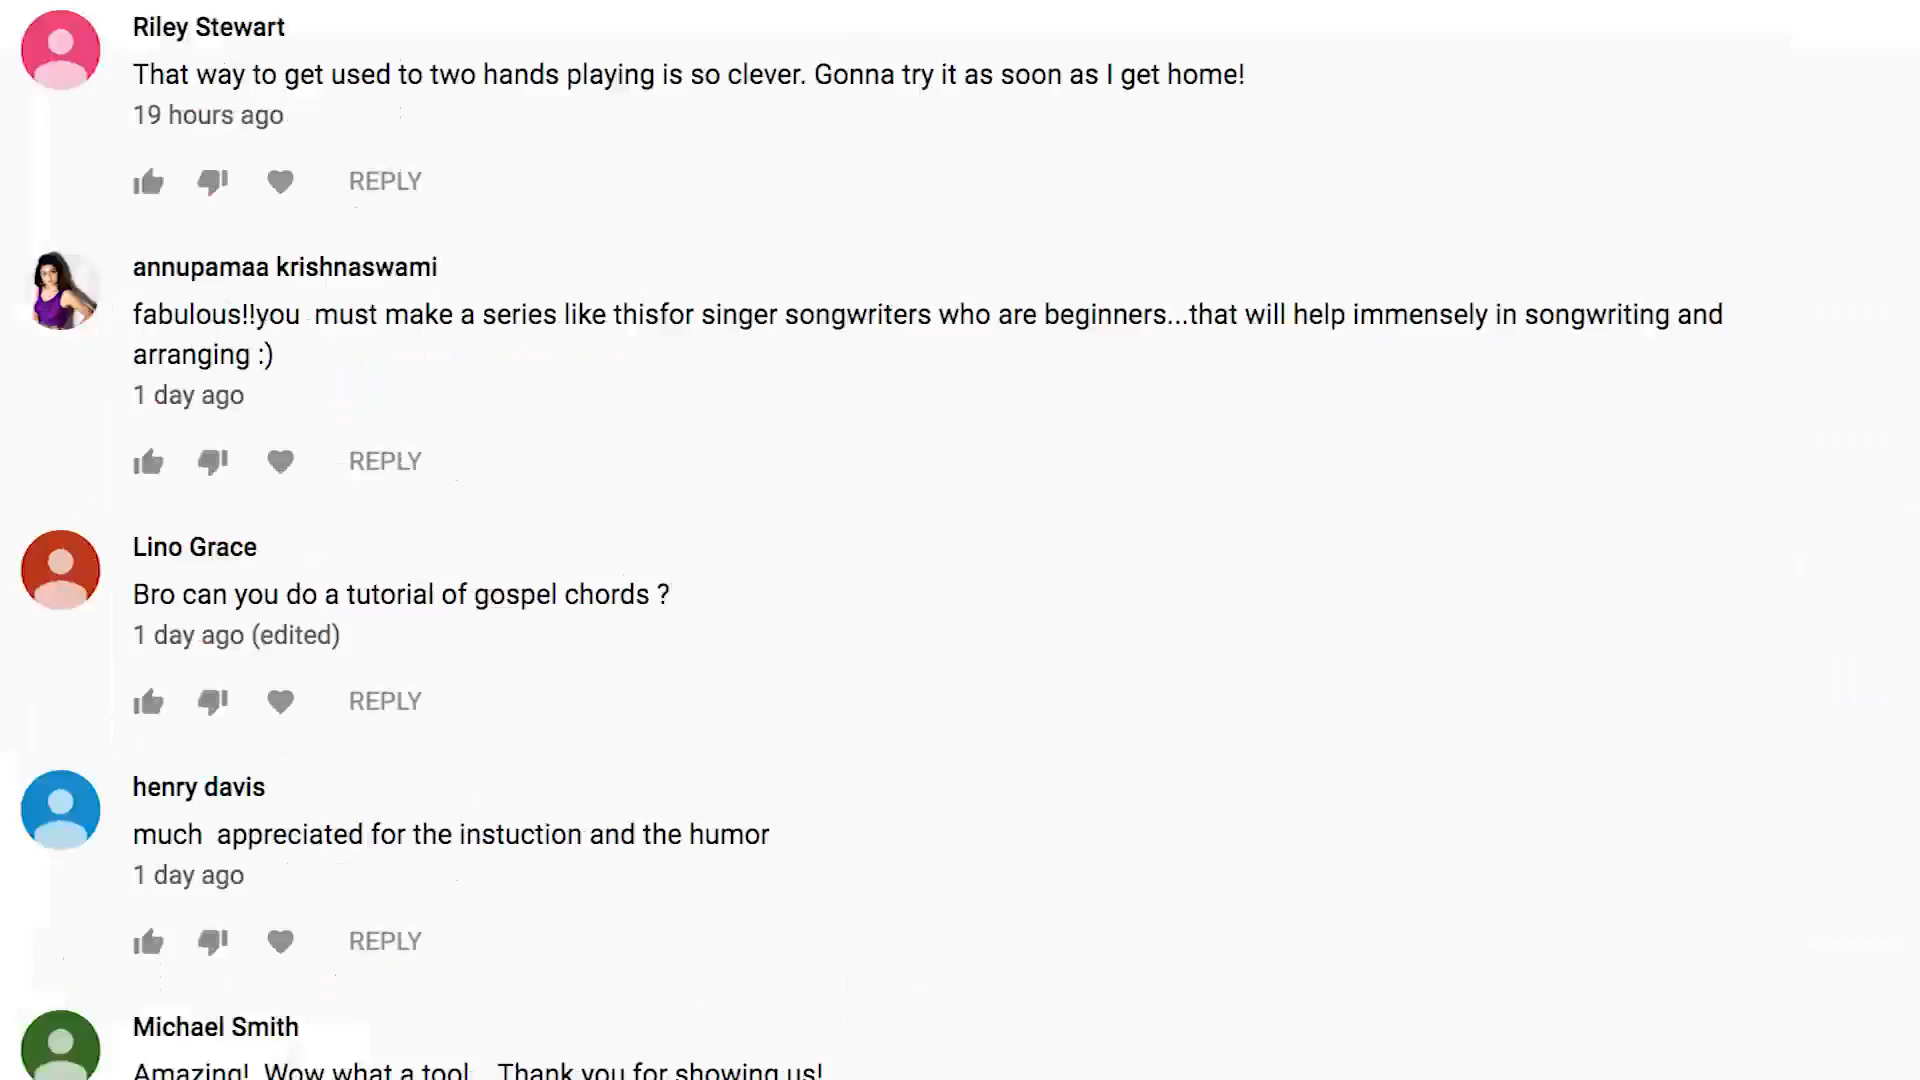 Riley Stewart
That way to get used to two hands playing is so clever. Gonna try it as soon as I get home!
19 hours ago
REPLY
annupamaa krishnaswami
fabulous!!you  must make a series like thisfor singer songwriters who are beginners...that will help immensely in songwriting and
arranging :)
1 day ago
REPLY
Lino Grace
Bro can you do a tutorial of gospel chords ?
1 day ago (edited)
REPLY
henry davis
much  appreciated for the instuction and the humor
1 day ago
REPLY
Michael Smith
Amazing!  Wow what a tool... Thank you for showing us!